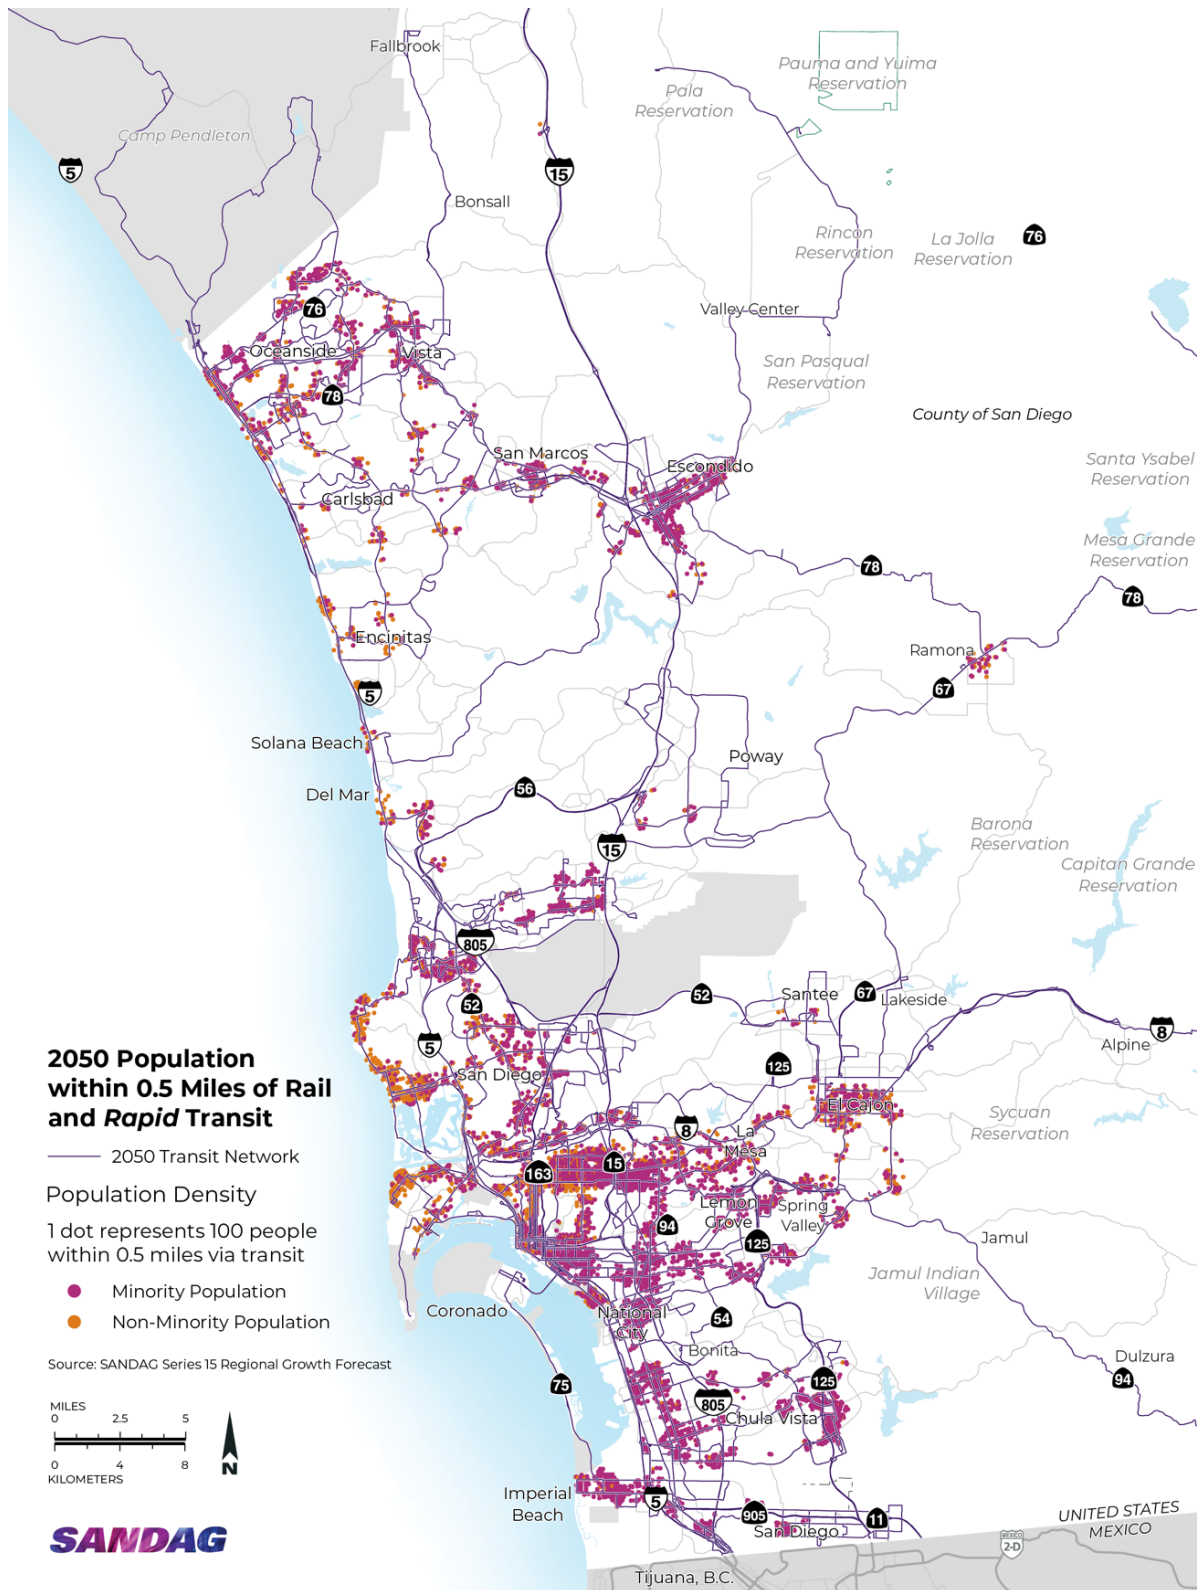 Fallbrook
Pauma and Yuima
Reservation
Pala
Reservation
Camp Pendleton
5
15
Bonsall
Rincon
Reservation
La Jolla
Reservation
76
Valley Center
76
Oceanside
Vista
San Pasqual
Reservation
78
County of San Diego
San Marcos
Escondido
Santa Ysabel
Reservation
Carlsbad
Mesa Grande
Reservation
78
78
Encinitas
Ramona
67
5
Solana Beach
Poway
Del Mar
56
15
Barona
Reservation
Capitan Grande
Reservation
805
52
52
Santee
67
Lakeside
5
8
Alpine
125
San Diego
El Cajon
8
Sycuan
Reservation
La
Mesa
163
15
Lemon
Grove
Spring
Valley
94
125
Jamul
Jamul Indian
Village
Coronado
National
City
54
Bonita
Dulzura
94
75
125
805
Chula Vista
Imperial
Beach
5
905
San Diego
11
UNITED STATES
MEXICO
MEXICO
2-D
Tijuana, B.C.
2050 Population
within 0.5 Miles of Rail
and Rapid Transit
2050 Transit Network
Population Density
1 dot represents 100 people
within 0.5 miles via transit
Minority Population
Non-Minority Population
Source: SANDAG Series 15 Regional Growth Forecast
MILES
0 2.5 5
0 4 8
KILOMETERS
N
SANDAG